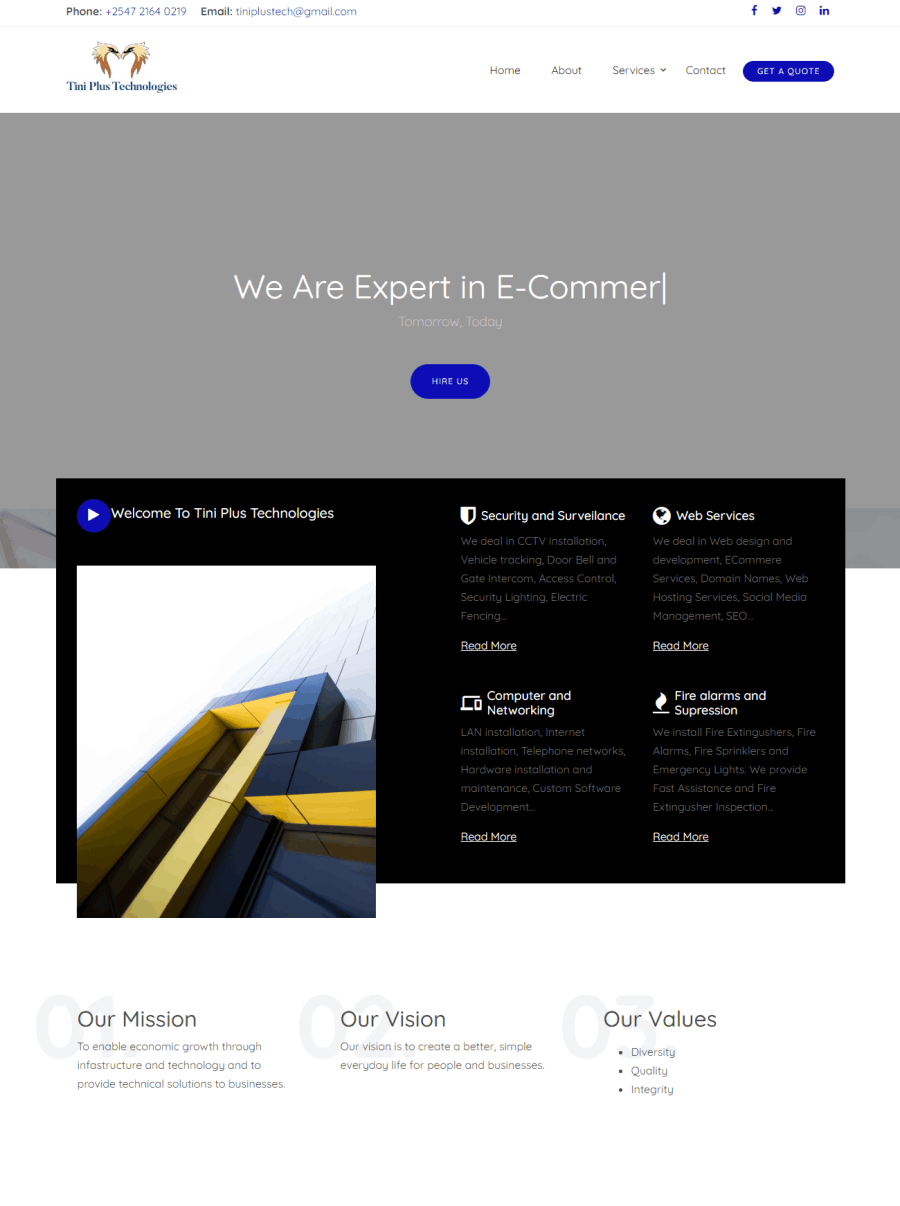 Phone: +2547 2164 0219 Email: tiniplustech@gmail.com
Tini Plus Technologies
Home About Services Contact GET A QUOTE
We Are Expert in E-Commer|
Tomorrow, Today
HIRE US
Welcome To Tini Plus Technologies
Security and Surveilance
We deal in CCTV installation,
Vehicle tracking, Door Bell and
Gate Intercom, Access Control,
Security Lighting, Electric
Fencing...
Read More
Web Services
We deal in Web design and
development, ECommere
Services, Domain Names, Web
Hosting Services, Social Media
Management, SEO...
Read More
Computer and
Networking
LAN installation, Internet
installation, Telephone networks,
Hardware installation and
maintenance, Custom Software
Development...
Read More
Fire alarms and
Supression
We install Fire Extingushers, Fire
Alarms, Fire Sprinklers and
Emergency Lights. We provide
Fast Assistance and Fire
Extingusher Inspection...
Read More
01.
Our Mission
To enable economic growth through
infastructure and technology and to
provide technical solutions to businesses.
02.
Our Vision
Our vision is to create a better, simple
everyday life for people and businesses.
03.
Our Values
Diversity
Quality
Integrity